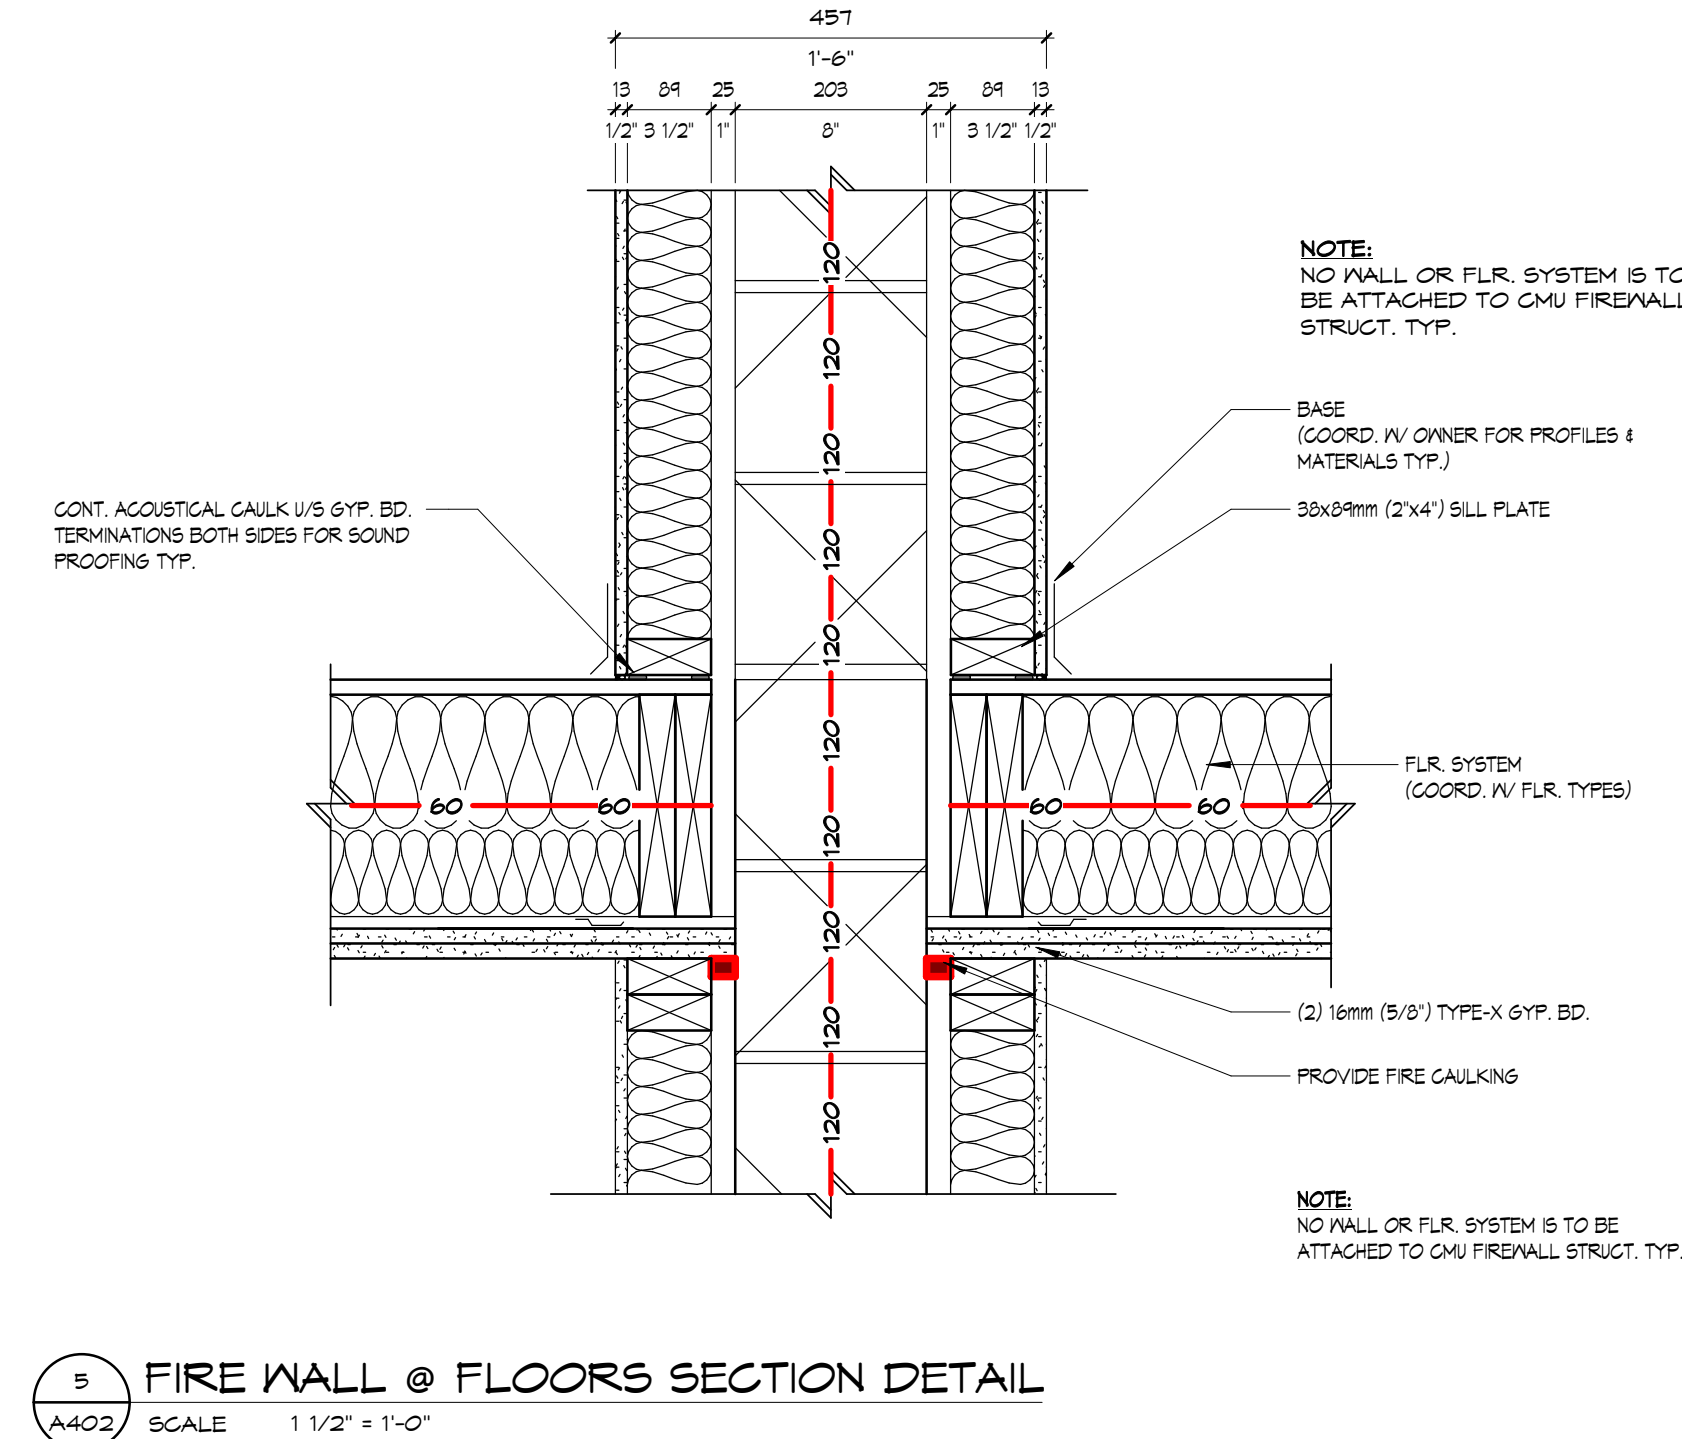 457
1'-6"
13 89 25 203 25 89 13
1/2" 3 1/2" 1" 8" 1" 3 1/2" 1/2"
120
120
120
120
120
120
120
120
120
120
NOTE:
NO WALL OR FLR. SYSTEM IS TO
BE ATTACHED TO CMU FIREWALL
STRUCT. TYP.
BASE
(COORD. W/ OWNER FOR PROFILES &
MATERIALS TYP.)
38x89mm (2"x4") SILL PLATE
CONT. ACOUSTICAL CAULK U/S GYP. BD.
TERMINATIONS BOTH SIDES FOR SOUND
PROOFING TYP.
60 60 60 60
FLR. SYSTEM
(COORD. W/ FLR. TYPES)
(2) 16mm (5/8") TYPE-X GYP. BD.
PROVIDE FIRE CAULKING
NOTE:
NO WALL OR FLR. SYSTEM IS TO BE
ATTACHED TO CMU FIREWALL STRUCT. TYP.
5
FIRE WALL @ FLOORS SECTION DETAIL
A402
SCALE 1 1/2" = 1'-0"